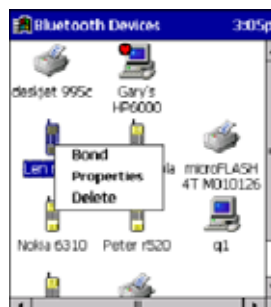 Bluetooth Devices 3:05p
deskjet 995c Gary's
HP6000
Len
Bond
Properties
Delete
microFLASH
4T M010126
Nokia 6310 Peter r520 q1